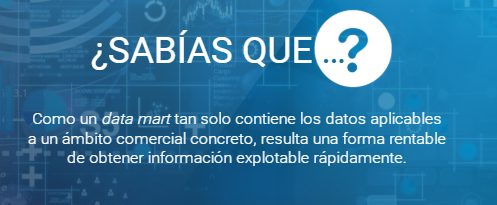 ¿SABÍAS QUE ...?
Como un data mart tan solo contiene los datos aplicables
a un ámbito comercial concreto, resulta una forma rentable
de obtener información explotable rápidamente.